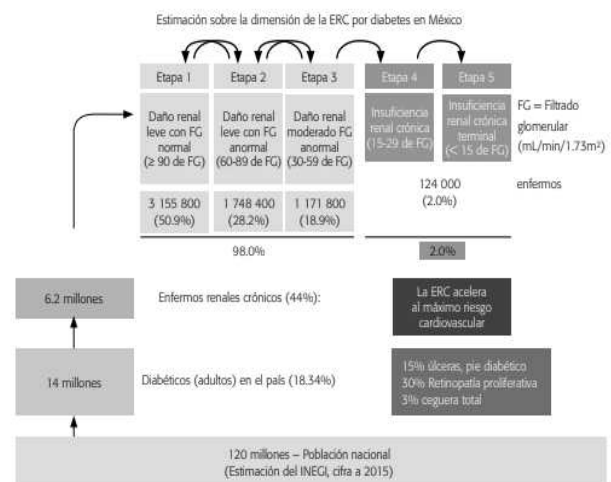 Estimación sobre la dimensión de la ERC por diabetes en México
Etapa 1
Etapa 2
Etapa 3
Etapa 4
Etapa 5
Daño renal
leve con FG
normal
(≥ 90 de FG)
Daño renal
leve con FG
anormal
(60-89 de FG)
Daño renal
moderado FG
anormal
(30-59 de FG)
Insuficiencia
renal crónica
(15-29 de FG)
Insuficiencia
renal crónica
terminal
(< 15 de FG)
FG = Filtrado
glomerular
(mL/min/1.73m²)
3 155 800
(50.9%)
1 748 400
(28.2%)
1 171 800
(18.9%)
124 000
(2.0%)
enfermos
98.0%
2.0%
6.2 millones
Enfermos renales crónicos (44%):
La ERC acelera
al máximo riesgo
cardiovascular
14 millones
Diabéticos (adultos) en el país (18.34%)
15% úlceras, pie diabético
30% Retinopatía proliferativa
3% ceguera total
120 millones – Población nacional
(Estimación del INEGI, cifra a 2015)